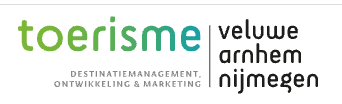 toerisme
DESTINATIEMANAGEMENT,
ONTWIKKELING & MARKETING
veluwe
arnhem
nijmegen